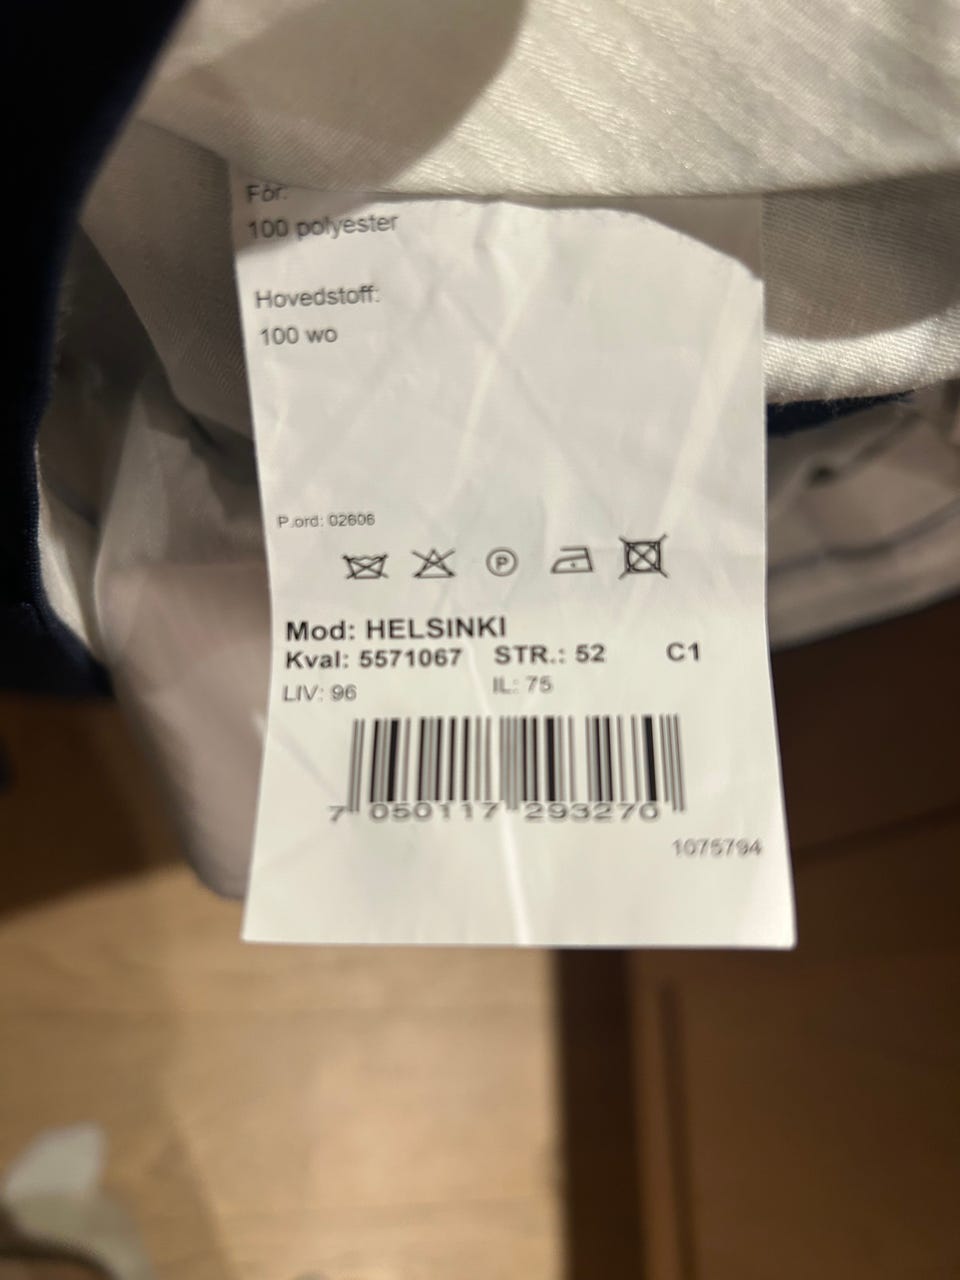 Fòr:
100 polyester
Hovedstoff:
100 wo
P.ord: 02606
P
Mod: HELSINKI
Kval: 5571067 STR.: 52 C1
LIV: 96 IL: 75
7 050117 293270
1075794